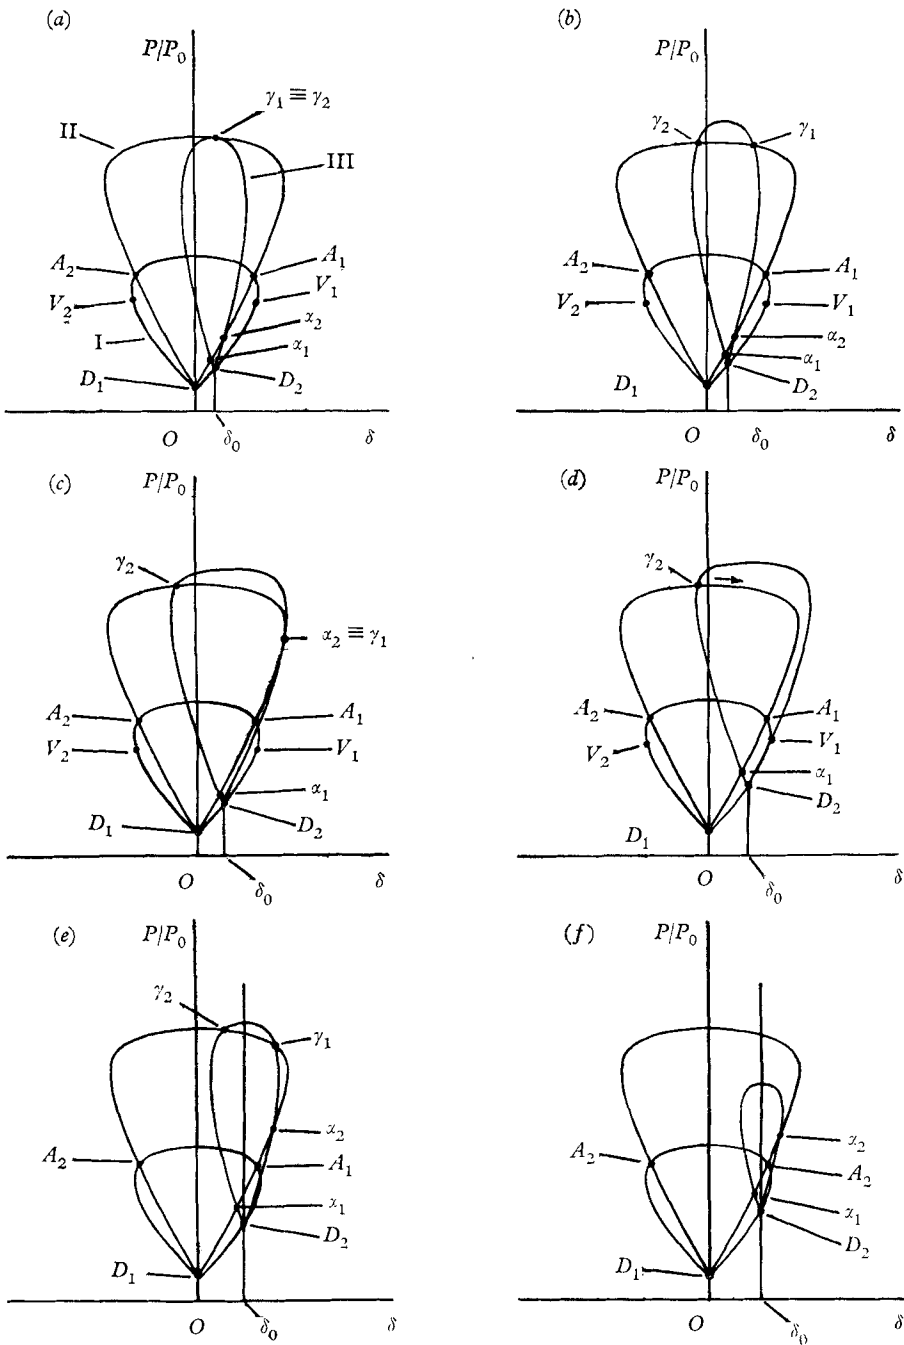 (a)
P/P₀
γ₁ ≡ γ₂
II
III
A₂
A₁
V₂
V₁
α₂
I
α₁
D₁
D₂
O
δ₀
δ
(b)
P/P₀
γ₂
γ₁
A₂
A₁
V₂
V₁
α₂
α₁
D₁
D₂
O
δ₀
δ
(c)
P/P₀
γ₂
α₂ ≡ γ₁
A₂
A₁
V₂
V₁
α₁
D₁
D₂
O
δ₀
δ
(d)
P/P₀
γ₂
A₂
A₁
V₂
V₁
α₁
D₂
D₁
O
δ₀
δ
(e)
P/P₀
γ₂
γ₁
α₂
A₂
A₁
α₁
D₂
D₁
O
δ₀
δ
(f)
P/P₀
α₂
A₂
A₂
α₁
D₂
D₁
O
δ₀
δ